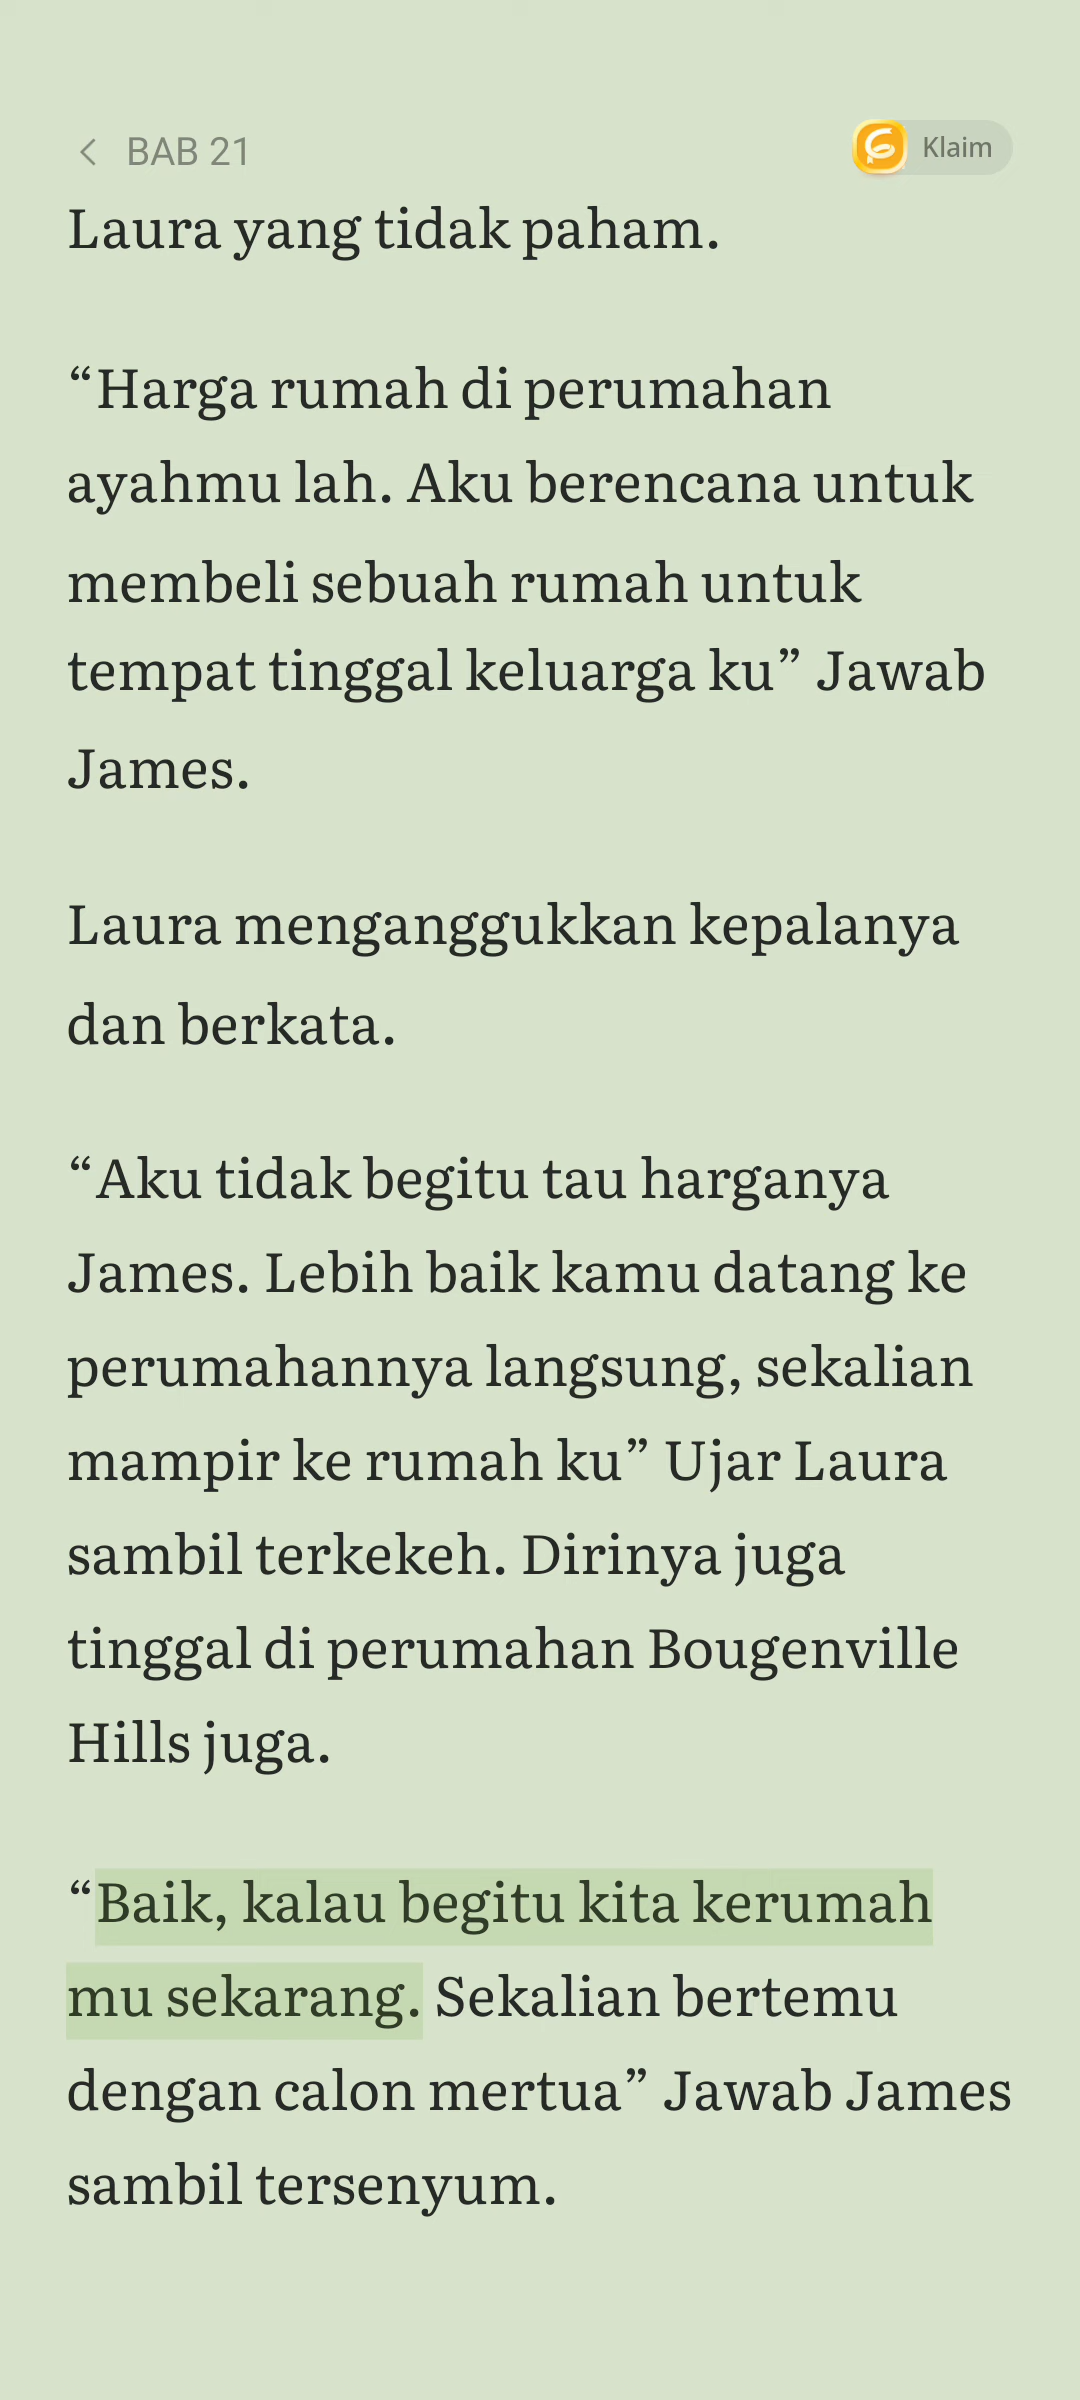 BAB 21
Klaim
Laura yang tidak paham.
“Harga rumah di perumahan
ayahmu lah. Aku berencana untuk
membeli sebuah rumah untuk
tempat tinggal keluarga ku” Jawab
James.
Laura menganggukkan kepalanya
dan berkata.
“Aku tidak begitu tau harganya
James. Lebih baik kamu datang ke
perumahannya langsung, sekalian
mampir ke rumah ku” Ujar Laura
sambil terkekeh. Dirinya juga
tinggal di perumahan Bougenville
Hills juga.
“Baik, kalau begitu kita kerumah
mu sekarang. Sekalian bertemu
dengan calon mertua” Jawab James
sambil tersenyum.